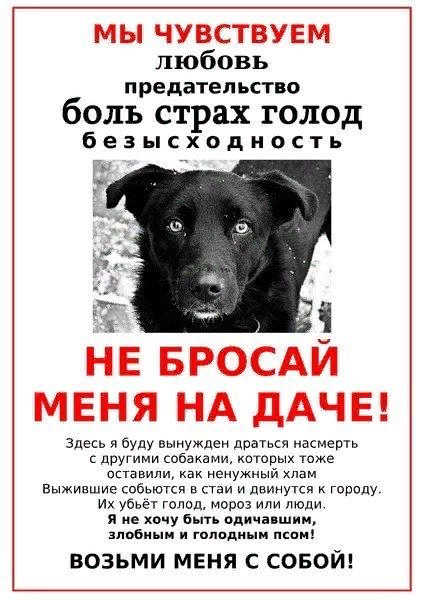 МЫ ЧУВСТВУЕМ
любовь
предательство
боль страх голод
безысходность
НЕ БРОСАЙ
МЕНЯ НА ДАЧЕ!
Здесь я буду вынужден драться насмерть
с другими собаками, которых тоже
оставили, как ненужный хлам
Выжившие собьются в стаи и двинутся к городу.
Их убьёт голод, мороз или люди.
Я не хочу быть одичавшим,
злобным и голодным псом!
ВОЗЬМИ МЕНЯ С СОБОЙ!